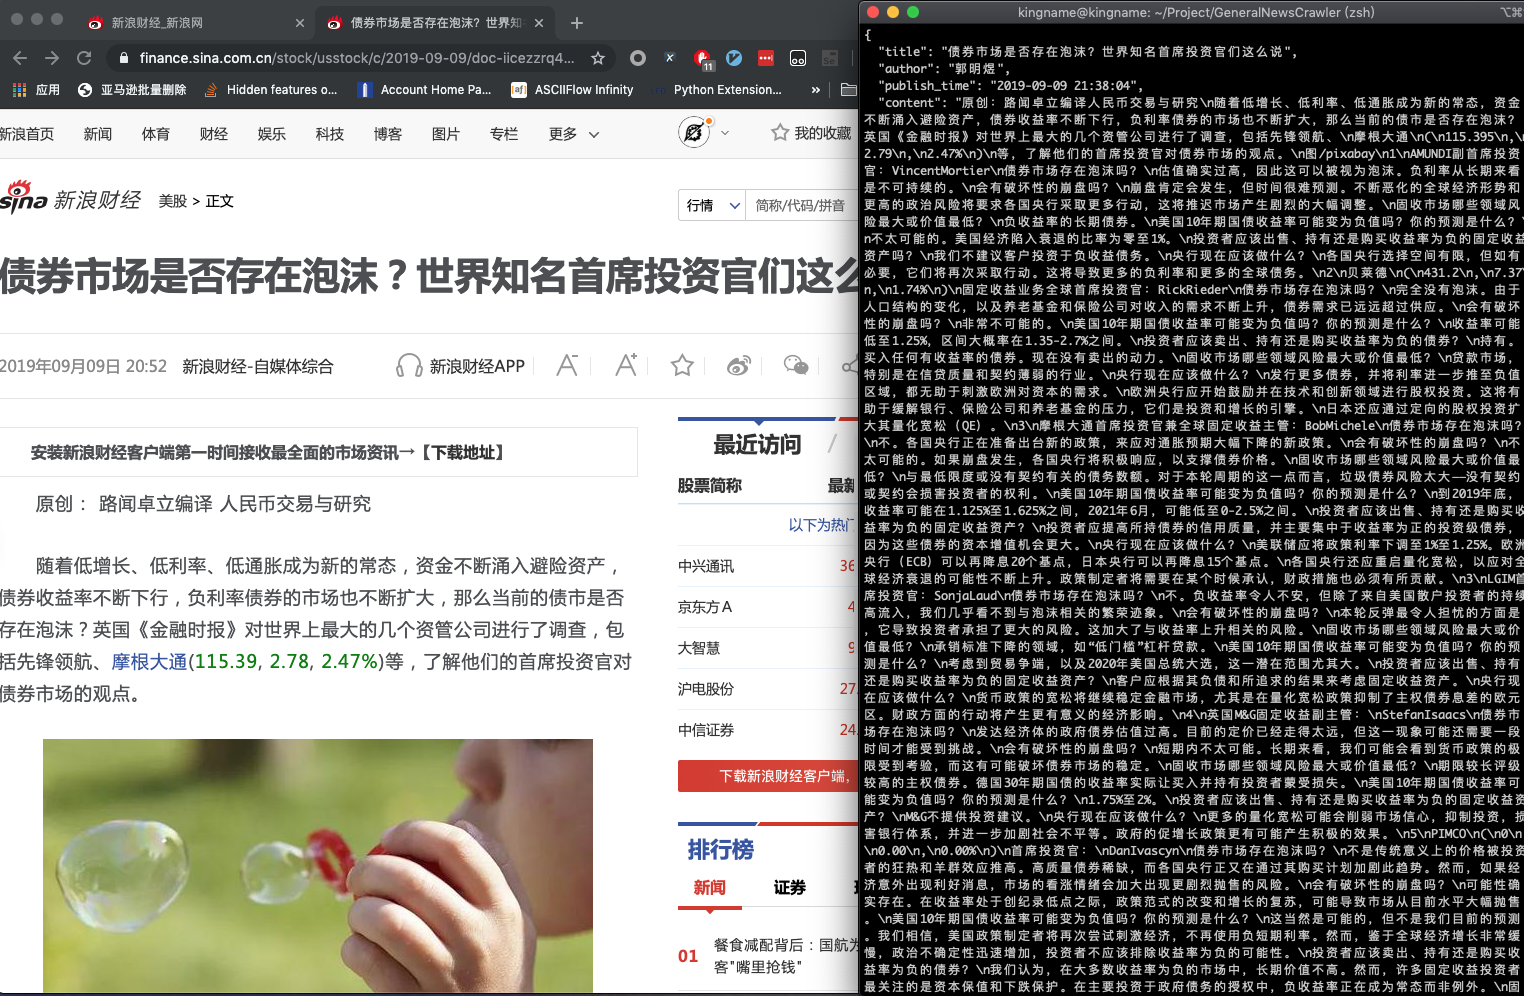 新浪财经_新浪网
债券市场是否存在泡沫？世界知
finance.sina.com.cn/stock/usstock/c/2019-09-09/doc-iicezzrq4...
11
应用
亚马逊批量删除
Hidden features o...
Account Home Pa...
ASCIIFlow Infinity
Python Extension...
»
新浪首页 新闻 体育 财经 娱乐 科技 博客 图片 专栏 更多
我的收藏
sina 新浪财经 美股 > 正文
行情 简称/代码/拼音
债券市场是否存在泡沫？世界知名首席投资官们这么
2019年09月09日 20:52 新浪财经-自媒体综合
新浪财经APP
A- A+
安装新浪财经客户端第一时间接收最全面的市场资讯→【下载地址】
原创： 路闻卓立编译 人民币交易与研究
随着低增长、低利率、低通胀成为新的常态，资金不断涌入避险资产，
债券收益率不断下行，负利率债券的市场也不断扩大，那么当前的债市是否
存在泡沫？英国《金融时报》对世界上最大的几个资管公司进行了调查，包
括先锋领航、摩根大通(115.39, 2.78, 2.47%)等，了解他们的首席投资官对
债券市场的观点。
最近访问 /
股票简称 最新
以下为热门
中兴通讯 36
京东方A 4
大智慧 9
沪电股份 27.
中信证券 24.
下载新浪财经客户端，
排行榜
新闻 证券
01 餐食减配背后：国航为
客"嘴里抢钱"
kingname@kingname: ~/Project/GeneralNewsCrawler (zsh)
⌥⌘
{
"title": "债券市场是否存在泡沫？世界知名首席投资官们这么说",
"author": "郭明煜",
"publish_time": "2019-09-09 21:38:04",
"content": "原创：路闻卓立编译人民币交易与研究\n随着低增长、低利率、低通胀成为新的常态，资金
不断涌入避险资产，债券收益率不断下行，负利率债券的市场也不断扩大，那么当前的债市是否存在泡沫？
英国《金融时报》对世界上最大的几个资管公司进行了调查，包括先锋领航、\n摩根大通\n(\n115.395\n,\n
2.79\n,\n2.47%\n)\n等，了解他们的首席投资官对债券市场的观点。\n图/pixabay\n1\nAMUNDI副首席投资
官：VincentMortier\n债券市场存在泡沫吗？\n估值确实过高，因此这可以被视为泡沫。负利率从长期来看
是不可持续的。\n会有破坏性的崩盘吗？\n崩盘肯定会发生，但时间很难预测。不断恶化的全球经济形势和
更高的政治风险将要求各国央行采取更多行动，这将推迟市场产生剧烈的大幅调整。\n固收市场哪些领域风
险最大或价值最低？\n负收益率的长期债券。\n美国10年期国债收益率可能变为负值吗？你的预测是什么？\
n不太可能的。美国经济陷入衰退的比率为零至1%。\n投资者应该出售、持有还是购买收益率为负的固定收益
资产吗？\n我们不建议客户投资于负收益债务。\n央行现在应该做什么？\n各国央行选择空间有限，但如有
必要，它们将再次采取行动。这将导致更多的负利率和更多的全球债务。\n2\n贝莱德\n(\n431.2\n,\n7.37\
n,\n1.74%\n)\n固定收益业务全球首席投资官：RickRieder\n债券市场存在泡沫吗？\n完全没有泡沫。由于
人口结构的变化，以及养老基金和保险公司对收入的需求不断上升，债券需求已远远超过供应。\n会有破坏
性的崩盘吗？\n非常不可能的。\n美国10年期国债收益率可能变为负值吗？你的预测是什么？\n收益率可能
低至1.25%，区间大概率在1.35-2.7%之间。\n投资者应该卖出、持有还是购买收益率为负的债券？\n持有。
买入任何有收益率的债券。现在没有卖出的动力。\n固收市场哪些领域风险最大或价值最低？\n贷款市场，
特别是在信贷质量和契约薄弱的行业。\n央行现在应该做什么？\n发行更多债券，并将利率进一步推至负值
区域，都无助于刺激欧洲对资本的需求。\n欧洲央行应开始鼓励并在技术和创新领域进行股权投资。这将有
助于缓解银行、保险公司和养老基金的压力，它们是投资和增长的引擎。\n日本还应通过定向的股权投资扩
大其量化宽松（QE）。\n3\n摩根大通首席投资官兼全球固定收益主管：BobMichele\n债券市场存在泡沫吗？
\n不。各国央行正在准备出台新的政策，来应对通胀预期大幅下降的新政策。\n会有破坏性的崩盘吗？\n不
太可能的。如果崩盘发生，各国央行将积极响应，以支撑债券价格。\n固收市场哪些领域风险最大或价值最
低？\n与最低限度或没有契约有关的债务数额。对于本轮周期的这一点而言，垃圾债券风险太大——没有契约
或契约会损害投资者的权利。\n美国10年期国债收益率可能变为负值吗？你的预测是什么？\n到2019年底，
收益率可能在1.125%至1.625%之间，2021年6月，可能低至0-2.5%之间。\n投资者应该出售、持有还是购买收
益率为负的固定收益资产？\n投资者应提高所持债券的信用质量，并主要集中于收益率为正的投资级债券，
因为这些债券的资本增值机会更大。\n央行现在应该做什么？\n美联储应将政策利率下调至1%至1.25%。欧洲
央行（ECB）可以再降息20个基点，日本央行可以再降息15个基点。\n各国央行还应重启量化宽松，以应对全
球经济衰退的可能性不断上升。政策制定者将需要在某个时候承认，财政措施也必须有所贡献。\n3\nLGIM首
席投资官：SonjaLaud\n债券市场存在泡沫吗？\n不。负收益率令人不安，但除了来自美国散户投资者的持续
高流入，我们几乎看不到与泡沫相关的繁荣迹象。\n会有破坏性的崩盘吗？\n本轮反弹最令人担忧的方面是
，它导致投资者承担了更大的风险。这加大了与收益率上升相关的风险。\n固收市场哪些领域风险最大或价
值最低？\n承销标准下降的领域，如“低门槛”杠杆贷款。\n美国10年期国债收益率可能变为负值吗？你的预
测是什么？\n考虑到贸易争端，以及2020年美国总统大选，这一潜在范围尤其大。\n投资者应该出售、持有
还是购买收益率为负的固定收益资产？\n客户应根据其负债和所追求的结果来考虑固定收益资产。\n央行现
在应该做什么？\n货币政策的宽松将继续稳定金融市场，尤其是在量化宽松政策抑制了主权债券息差的欧元
区。财政方面的行动将产生更有意义的经济影响。\n4\n英国M&G固定收益副主管：\nStefanIsaacs\n债券市
场存在泡沫吗？\n发达经济体的政府债券估值过高。目前的定价已经走得太远，但这一现象可能还需要一段
时间才能受到挑战。\n会有破坏性的崩盘吗？\n短期内不太可能。长期来看，我们可能会看到货币政策的极
限受到考验，而这有可能破坏债券市场的稳定。\n固收市场哪些领域风险最大或价值最低？\n期限较长评级
较高的主权债券。德国30年期国债的收益率实际让买入并持有投资者蒙受损失。\n美国10年期国债收益率可
能变为负值吗？你的预测是什么？\n1.75%至2%。\n投资者应该出售、持有还是购买收益率为负的固定收益资
产？\nM&G不提供投资建议。\n央行现在应该做什么？\n更多的量化宽松可能会削弱市场信心，抑制投资，损
害银行体系，并进一步加剧社会不平等。政府的促增长政策更有可能产生积极的效果。\n5\nPIMCO\n(\n0\n,
\n0.00\n,\n0.00%\n)\n首席投资官：\nDanIvascyn\n债券市场存在泡沫吗？\n不是传统意义上的价格被投资
者的狂热和羊群效应推高。高质量债券稀缺，而各国央行正又在通过其购买计划加剧此趋势。然而，如果经
济意外出现利好消息，市场的看涨情绪会加大出现更剧烈抛售的风险。\n会有破坏性的崩盘吗？\n可能性确
实存在。在收益率处于创纪录低点之际，政策范式的改变和增长的复苏，可能导致市场从目前水平大幅抛售
。\n美国10年期国债收益率可能变为负值吗？你的预测是什么？\n这当然是可能的，但不是我们目前的预测
。我们相信，美国政策制定者将再次尝试刺激经济，不再使用负短期利率。然而，鉴于全球经济增长非常缓
慢，政治不确定性迅速增加，投资者不应该排除收益率为负的可能性。\n投资者应该卖出、持有还是购买收
益率为负的债券？\n我们认为，在大多数收益率为负的市场中，长期价值不高。然而，许多固定收益投资者
最关注的是资本保值和下跌保护。在主要投资于政府债务的授权中，负收益率正在成为常态而非例外。\n固